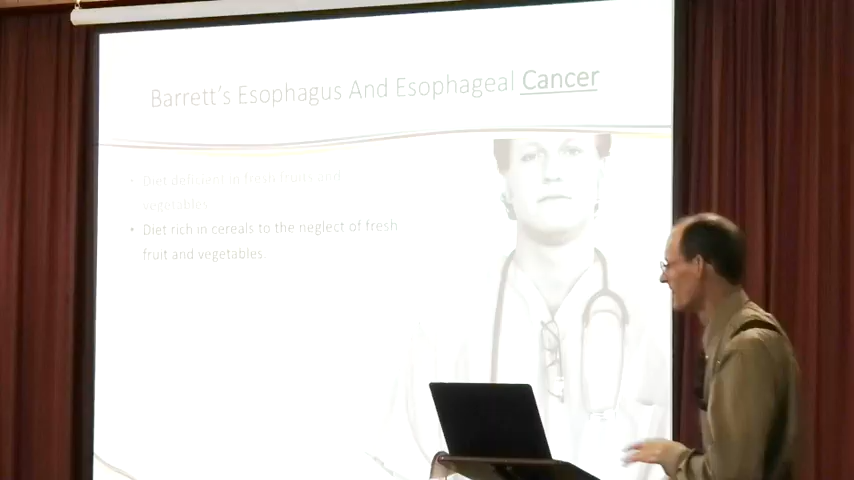 Barrett's Esophagus And Esophageal Cancer
• Diet deficient in fresh fruits and
vegetables.
• Diet rich in cereals to the neglect of fresh
fruit and vegetables.